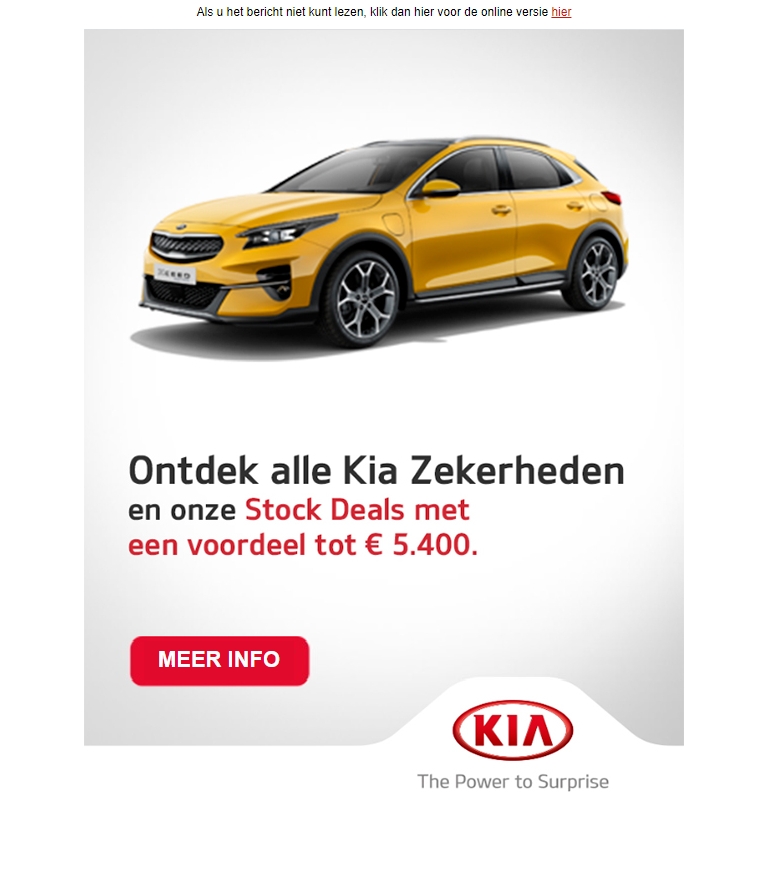 Als u het bericht niet kunt lezen, klik dan hier voor de online versie hier
Ontdek alle Kia Zekerheden
en onze Stock Deals met
een voordeel tot € 5.400.
MEER INFO
KIA
The Power to Surprise